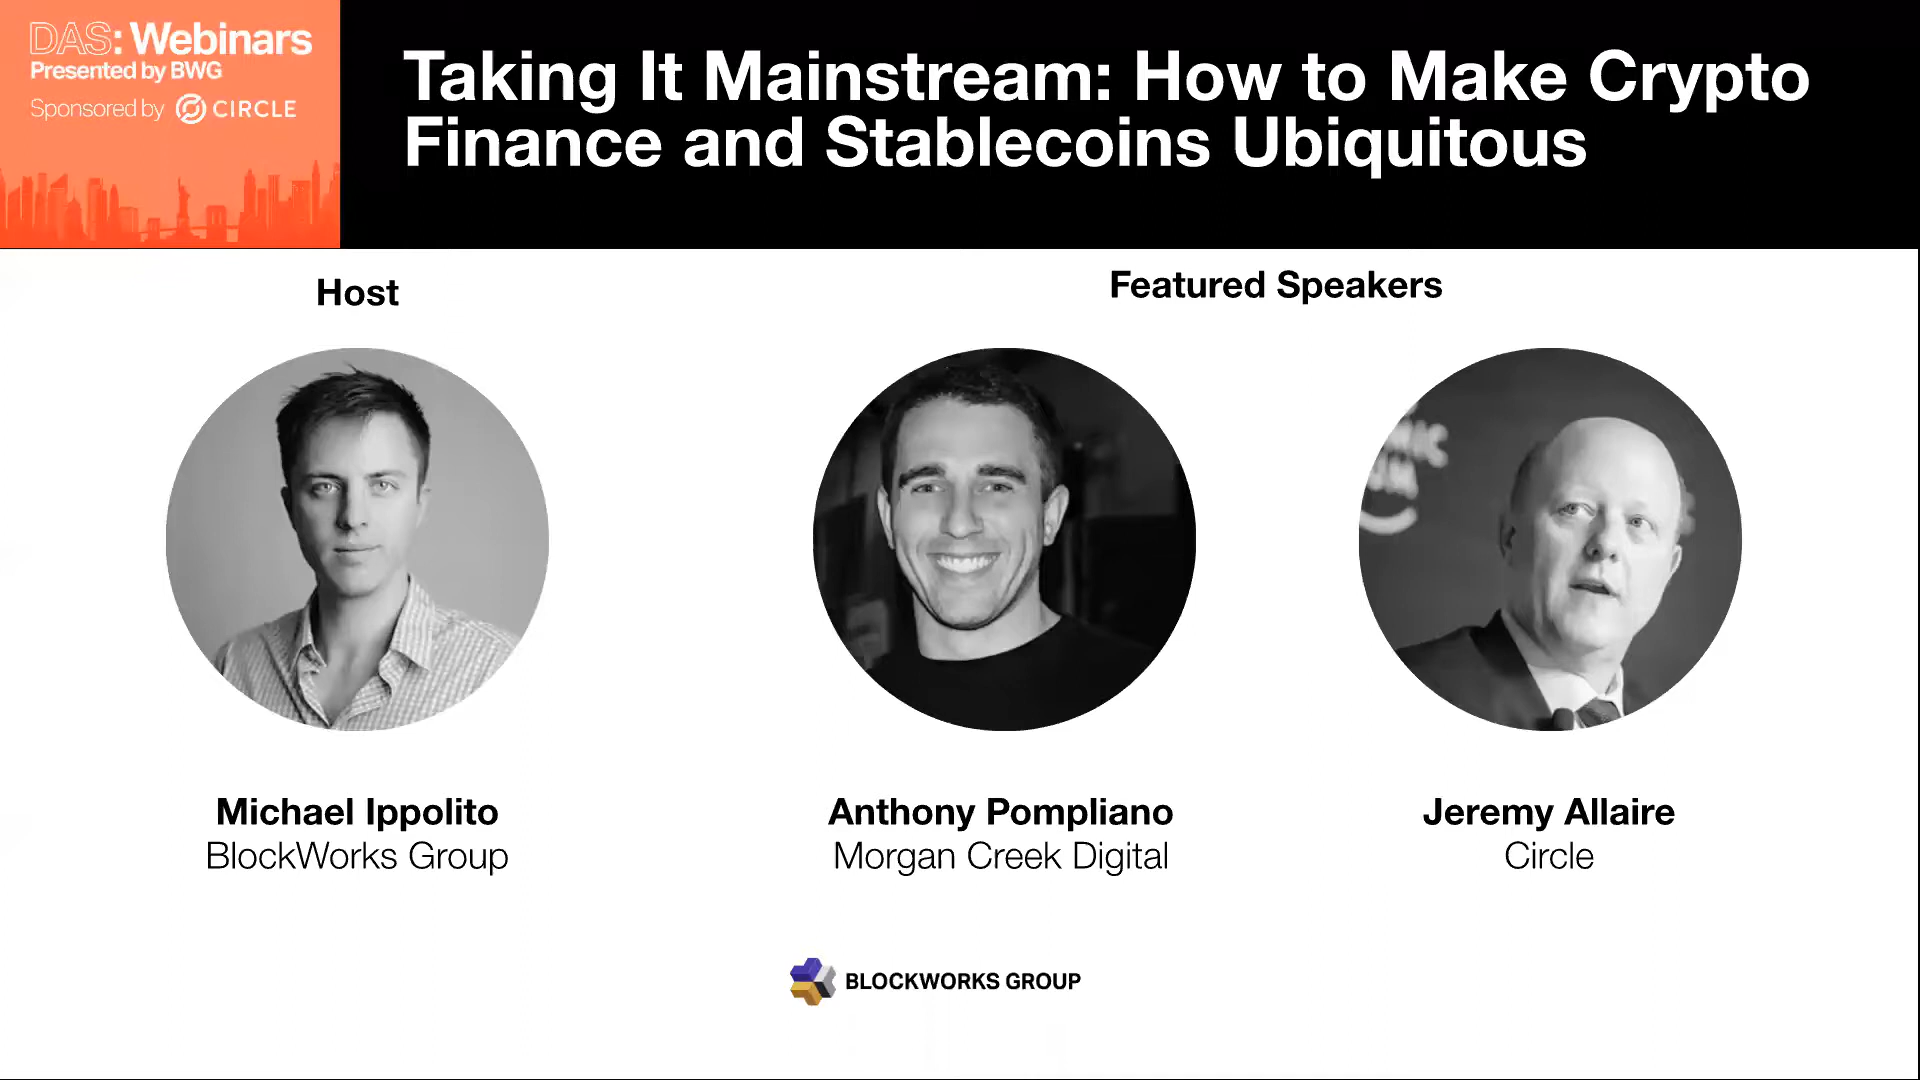 DAS: Webinars
Presented by BWG
Sponsored by CIRCLE
Taking It Mainstream: How to Make Crypto
Finance and Stablecoins Ubiquitous
Host
Featured Speakers
Michael Ippolito
BlockWorks Group
Anthony Pompliano
Morgan Creek Digital
Jeremy Allaire
Circle
BLOCKWORKS GROUP